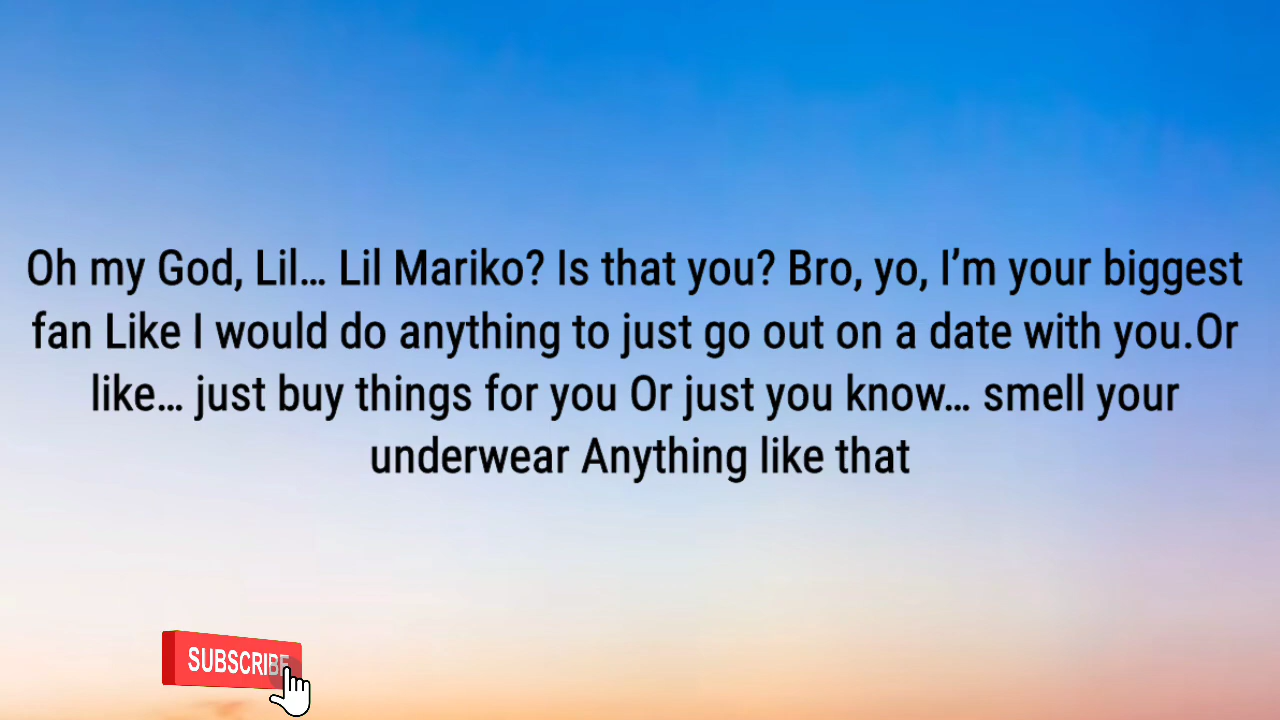 Oh my God, Lil… Lil Mariko? Is that you? Bro, yo, I’m your biggest
fan Like I would do anything to just go out on a date with you.Or
like… just buy things for you Or just you know… smell your
underwear Anything like that
SUBSCRIBE